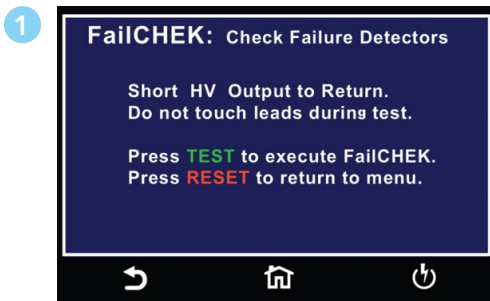 1
FailCHEK: Check Failure Detectors
Short HV Output to Return.
Do not touch leads during test.
Press TEST to execute FailCHEK.
Press RESET to return to menu.